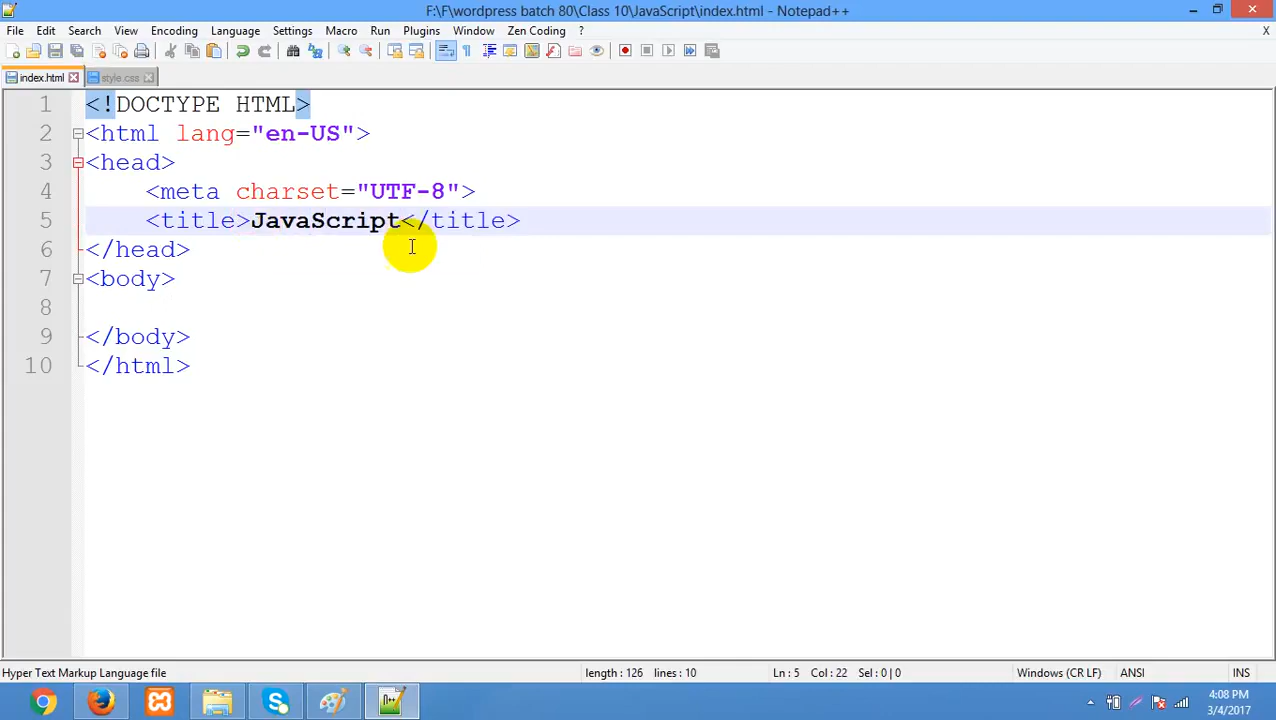 F:\F\wordpress batch 80\Class 10\JavaScript\index.html - Notepad++
File Edit Search View Encoding Language Settings Macro Run Plugins Window Zen Coding ? X
index.html style.css
1 <!DOCTYPE HTML>
2 <html lang="en-US">
3 <head>
4 <meta charset="UTF-8">
5 <title>JavaScript</title>
6 </head>
7 <body>
8
9 </body>
10 </html>
Hyper Text Markup Language file length : 126 lines : 10 Ln : 5 Col : 22 Sel : 0 | 0 Windows (CR LF) ANSI INS
4:08 PM
3/4/2017